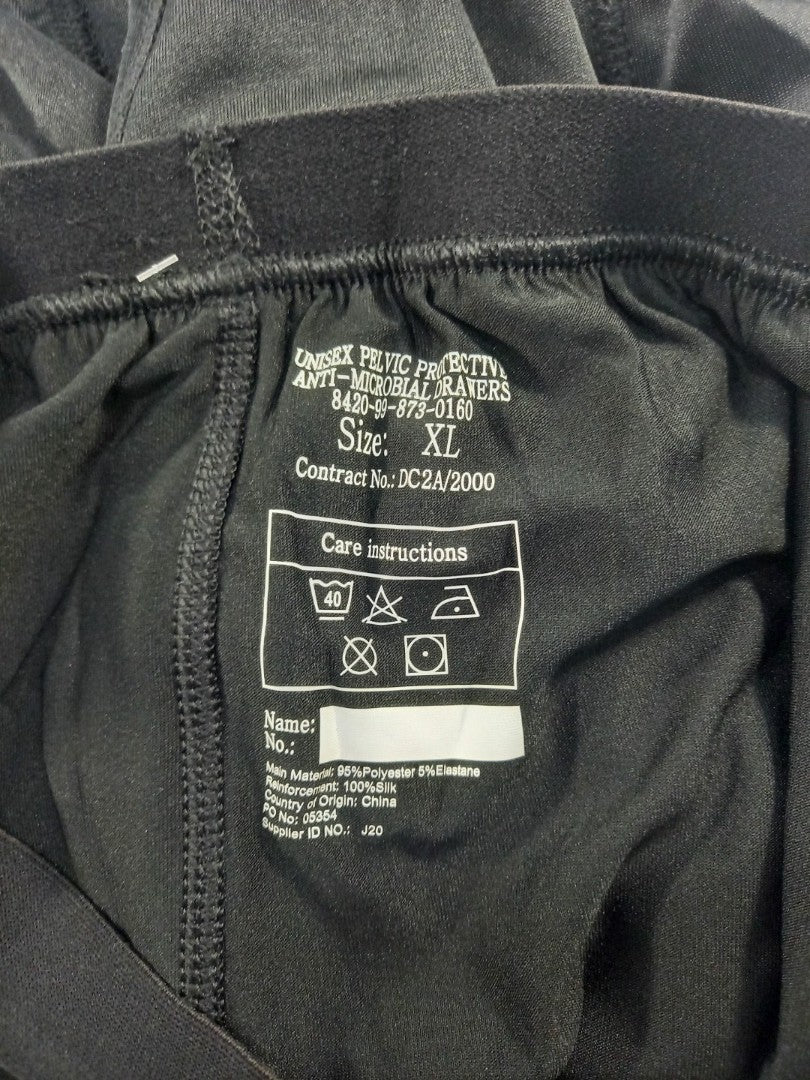 UNISEX PELVIC PROTECTIVE
ANTI-MICROBIAL DRAWERS
8420-99-873-0160
Size: XL
Contract No.: DC2A/2000
Care instructions
40
Name:
No.:
Main Material: 95%Polyester 5%Elastane
Reinforcement: 100%Silk
Country of Origin: China
PO No: 05354
Supplier ID NO.: J20